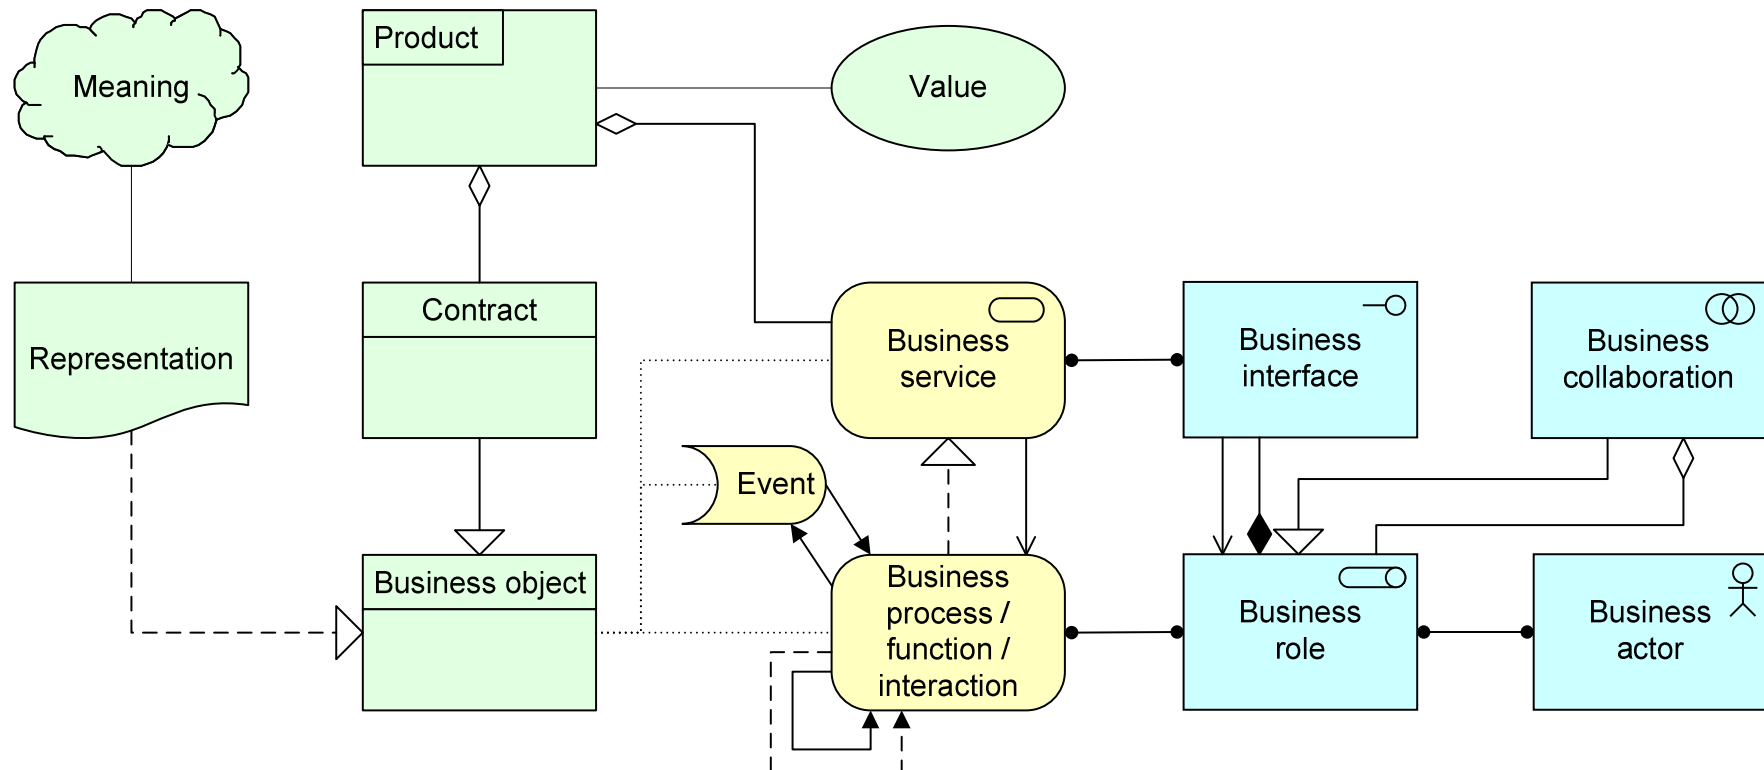 Meaning
Product
Value
Representation
Contract
Business
service
Business
interface
Business
collaboration
Event
Business object
Business
process /
function /
interaction
Business
role
Business
actor